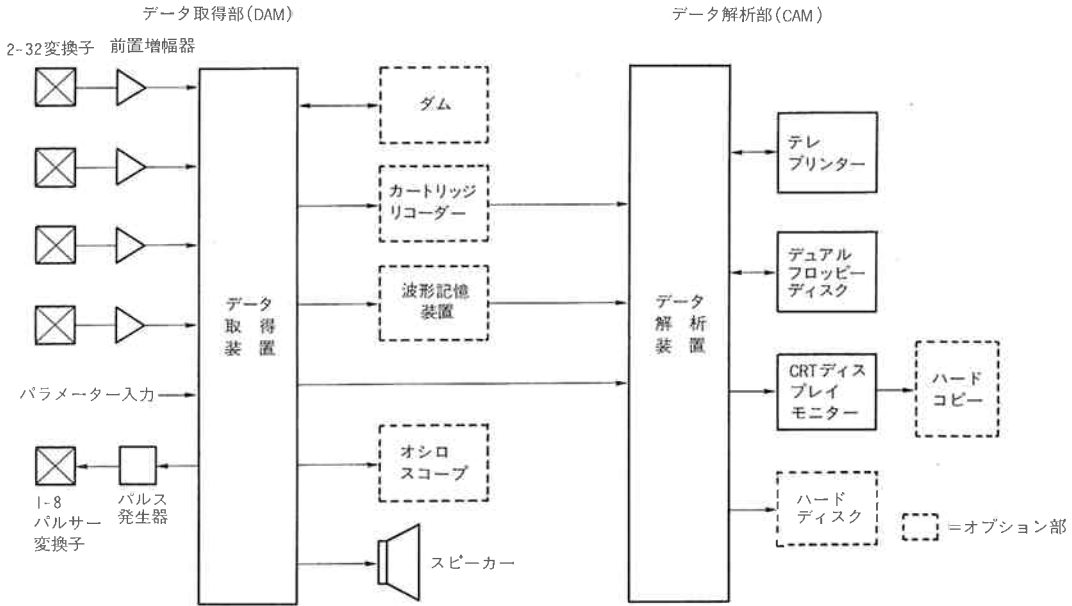 データ取得部(DAM)
データ解析部(CAM)
2-32変換子 前置増幅器
ダム
テレ
プリンター
カートリッジ
リコーダー
デュアル
フロッピー
ディスク
波形記憶
装置
データ
取得
装置
データ
解析
装置
パラメーター入力
CRTディス
プレイ
モニター
ハード
コピー
オシロ
スコープ
1-8
パルサー
変換子
パルス
発生器
ハード
ディスク
=オプション部
スピーカー